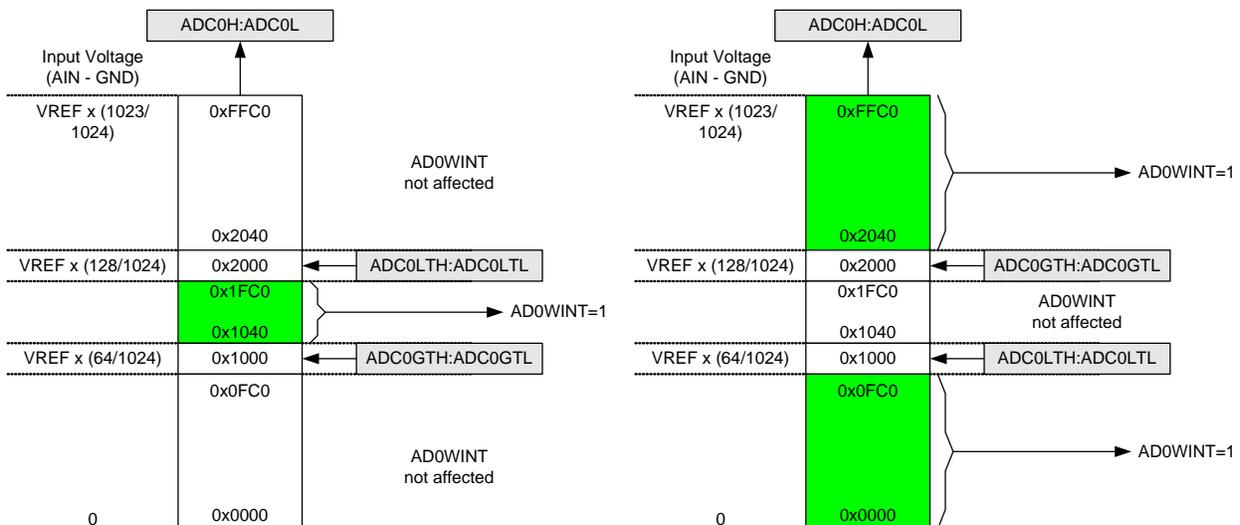 ADC0H:ADC0L
Input Voltage
(AIN - GND)
VREF x (1023/
1024)
0xFFC0
AD0WINT
not affected
0x2040
VREF x (128/1024)
0x2000
ADC0LTH:ADC0LTL
0x1FC0
AD0WINT=1
0x1040
VREF x (64/1024)
0x1000
ADC0GTH:ADC0GTL
0x0FC0
AD0WINT
not affected
0
0x0000
ADC0H:ADC0L
Input Voltage
(AIN - GND)
VREF x (1023/
1024)
0xFFC0
AD0WINT=1
0x2040
VREF x (128/1024)
0x2000
ADC0GTH:ADC0GTL
0x1FC0
AD0WINT
not affected
0x1040
VREF x (64/1024)
0x1000
ADC0LTH:ADC0LTL
0x0FC0
AD0WINT=1
0
0x0000